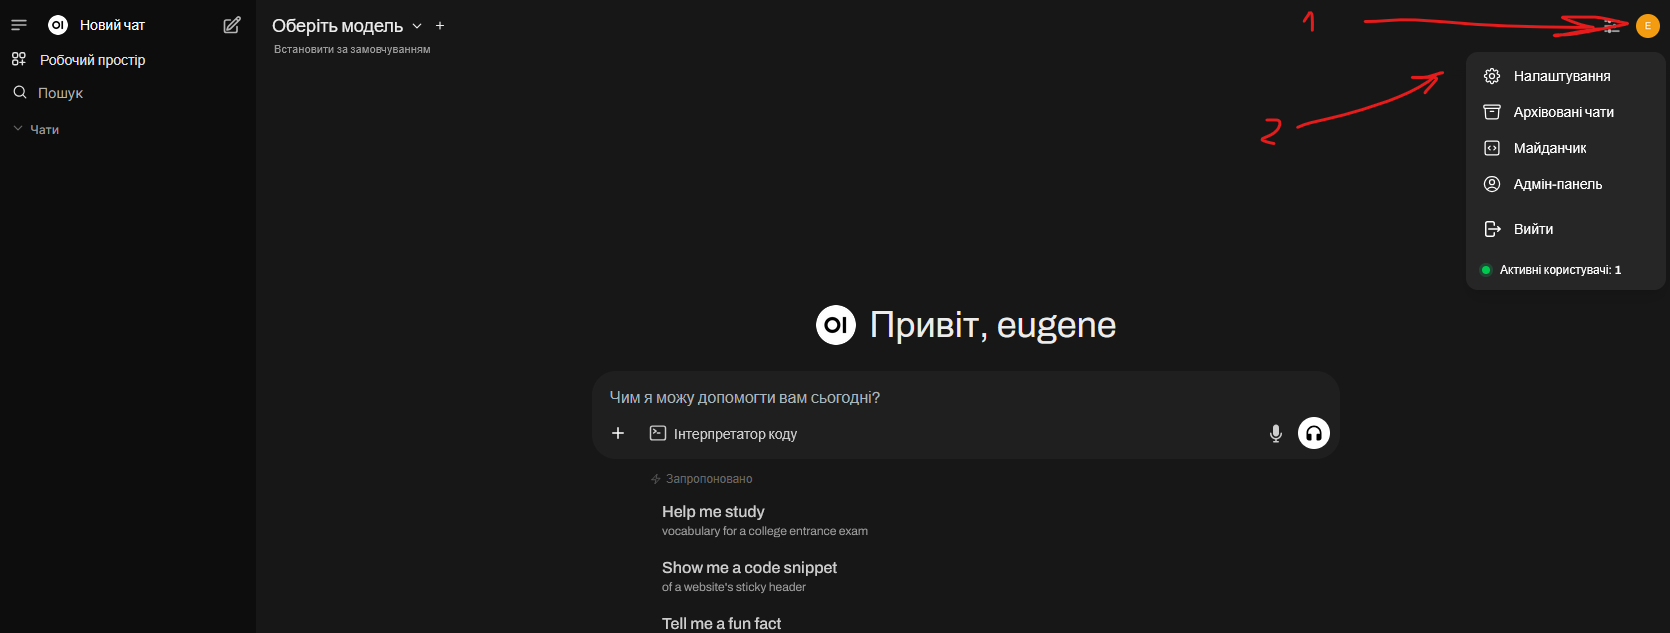 OI Новий чат
Робочий простір
Пошук
Чати
Оберіть модель
Встановити за замовчуванням
1
E
2
Налаштування
Архівовані чати
Майданчик
Адмін-панель
Вийти
Активні користувачі: 1
OI Привіт, eugene
Чим я можу допомогти вам сьогодні?
Інтерпретатор коду
Запропоновано
Help me study
vocabulary for a college entrance exam
Show me a code snippet
of a website's sticky header
Tell me a fun fact